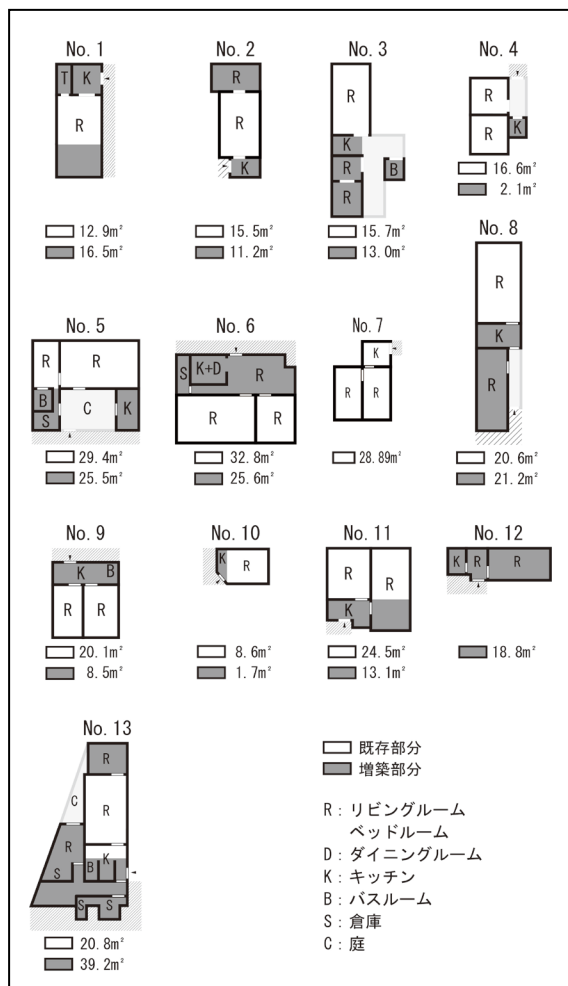 No. 1
T K
R
12.9m²
16.5m²
No. 2
R
R
K
15.5m²
11.2m²
No. 3
R
K
R
B
R
15.7m²
13.0m²
No. 4
R
R
K
16.6m²
2.1m²
No. 5
R R
B C K
S
29.4m²
25.5m²
No. 6
S K+D R
R R
32.8m²
25.6m²
No. 7
K
R R
28.89m²
No. 8
R
K
R
20.6m²
21.2m²
No. 9
K B
R R
20.1m²
8.5m²
No. 10
K R
8.6m²
1.7m²
No. 11
R R
K
24.5m²
13.1m²
No. 12
K R R
18.8m²
No. 13
R
C
R
R K
S B
S S
20.8m²
39.2m²
既存部分
増築部分
R：リビングルーム
ベッドルーム
D：ダイニングルーム
K：キッチン
B：バスルーム
S：倉庫
C：庭